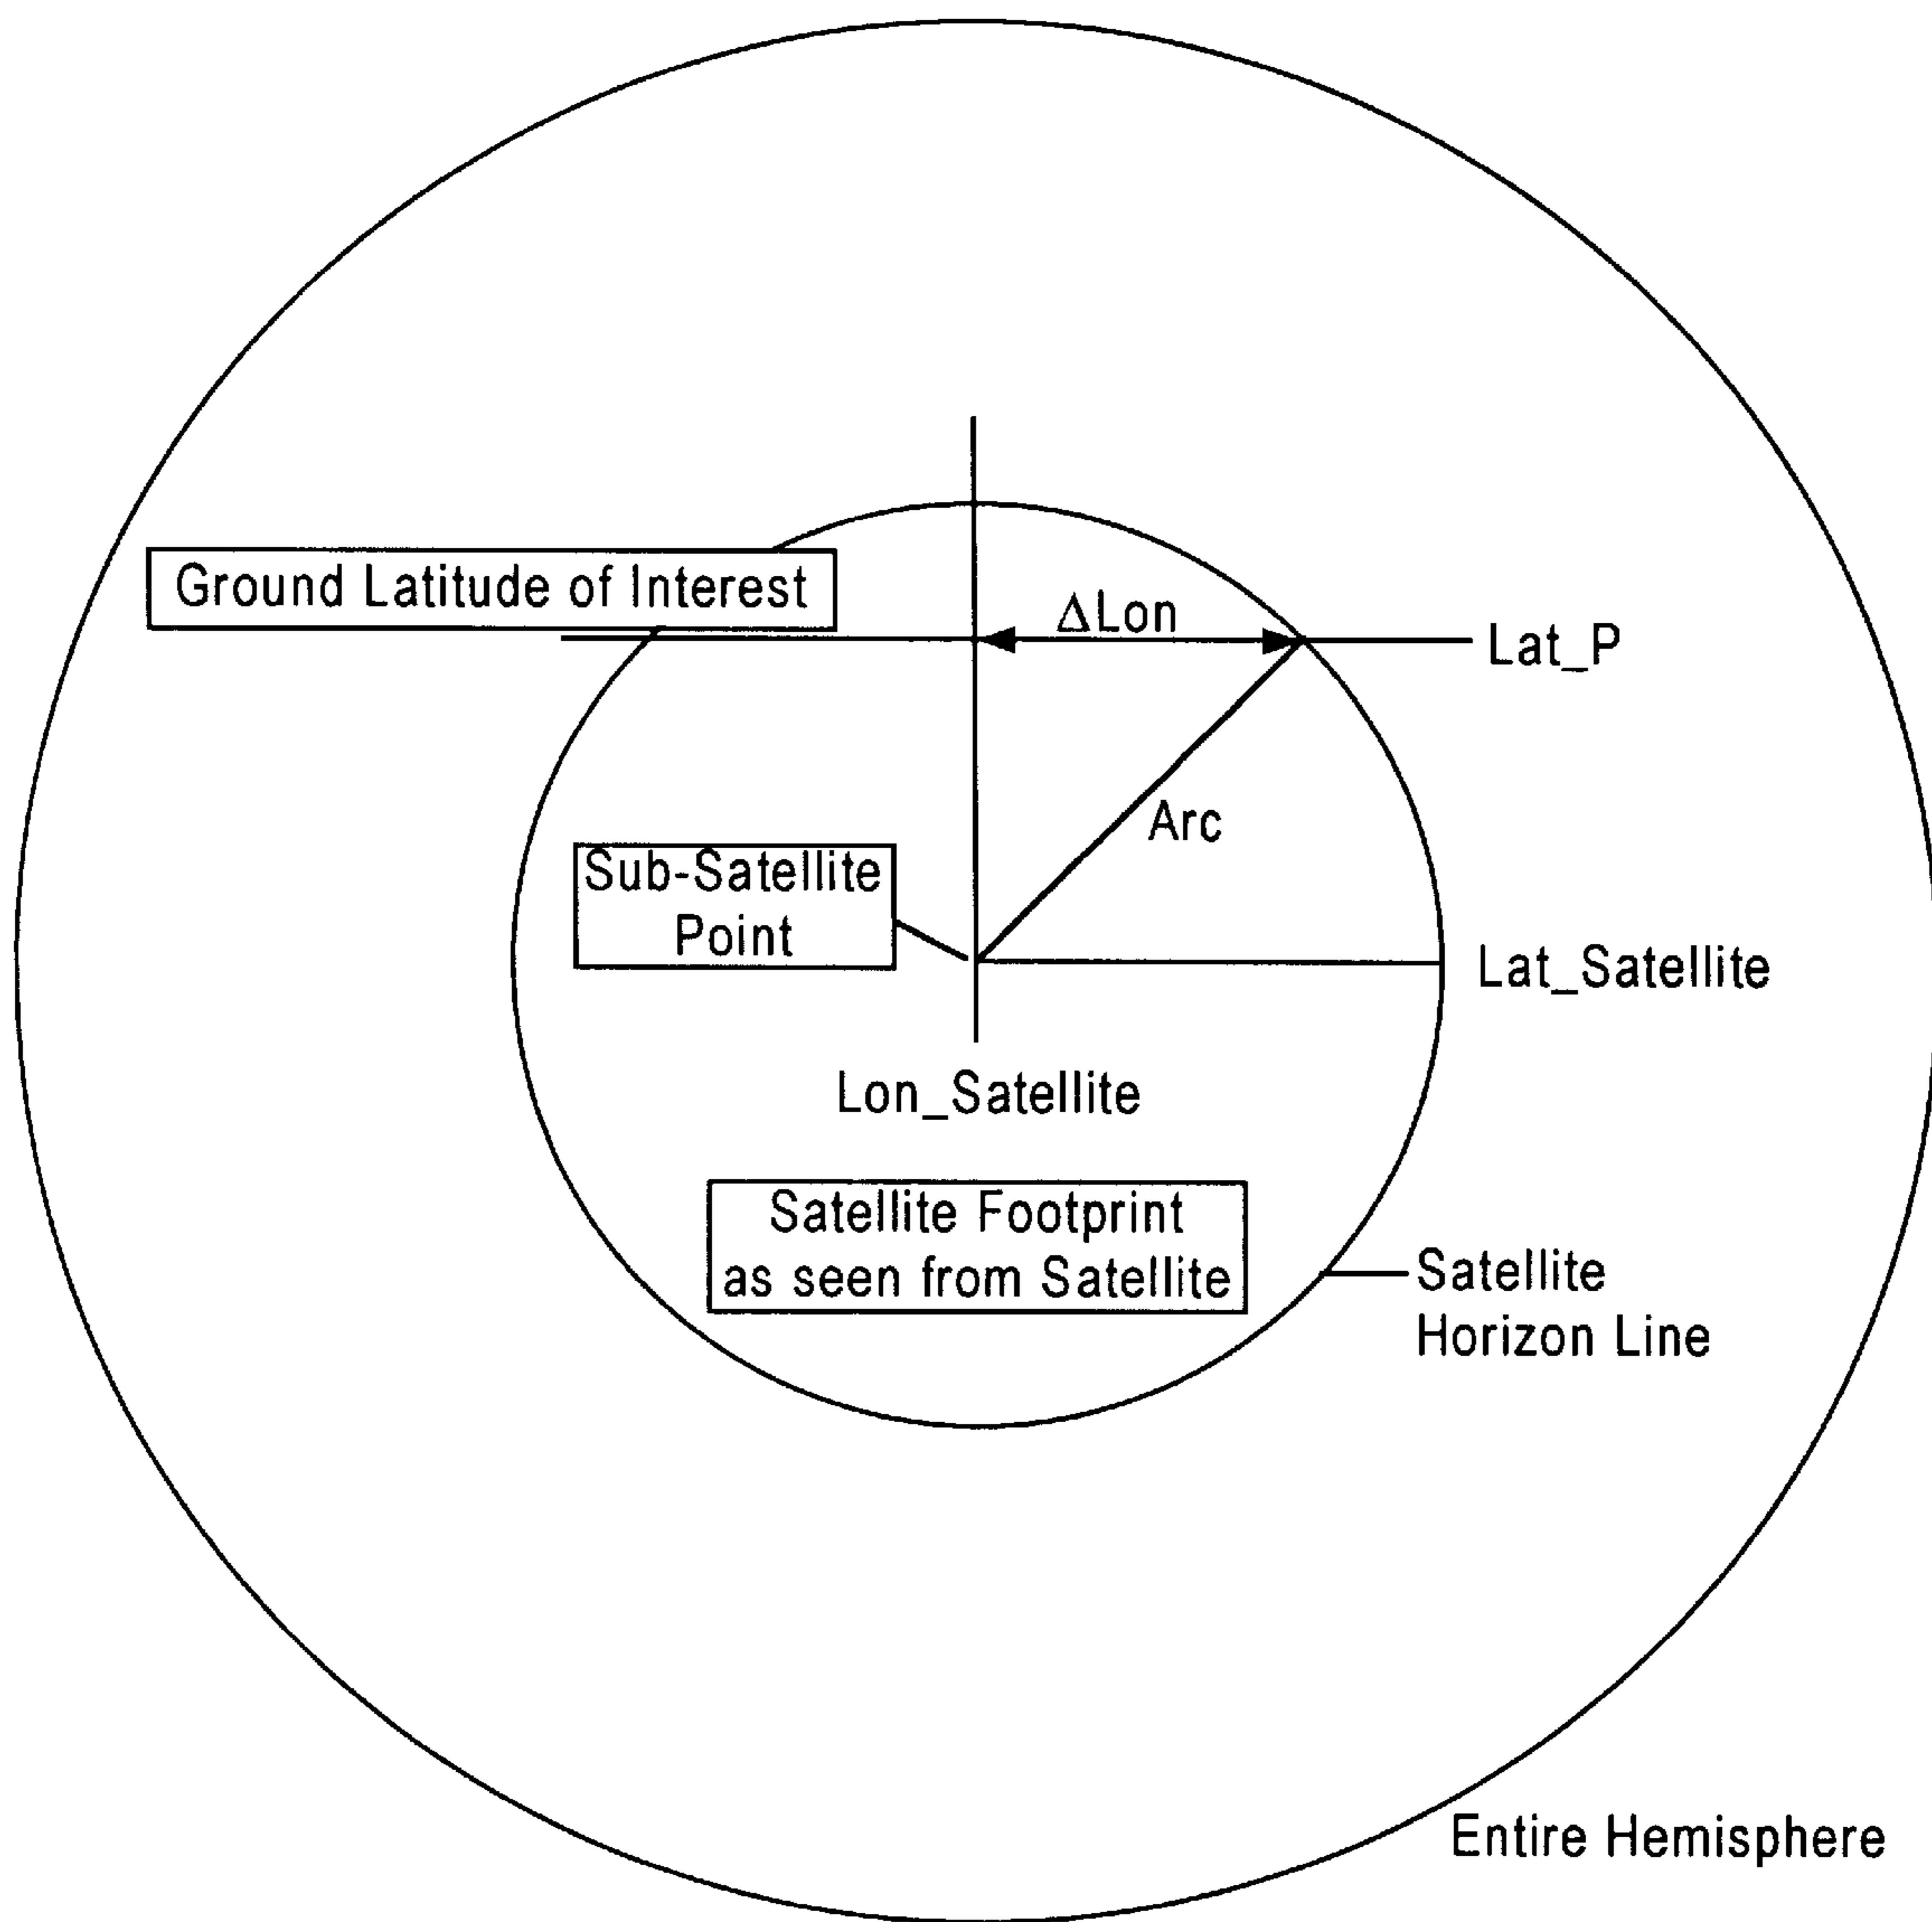 Ground Latitude of Interest
ΔLon
Lat_P
Arc
Sub-Satellite
Point
Lat_Satellite
Lon_Satellite
Satellite Footprint
as seen from Satellite
Satellite
Horizon Line
Entire Hemisphere